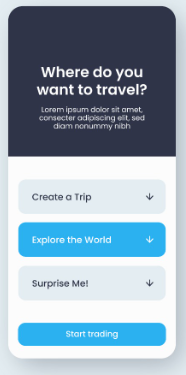 Where do you
want to travel?
Lorem ipsum dolor sit amet,
consectetur adipiscing elit, sed
diam nonummy nibh
Create a Trip
Explore the World
Surprise Me!
Start trading